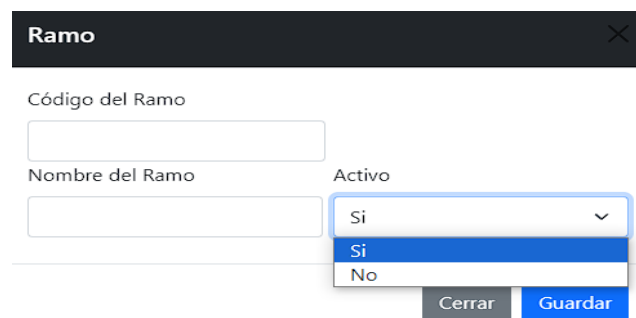 Ramo
Código del Ramo
Nombre del Ramo Activo
Si
Si
No
Cerrar Guardar